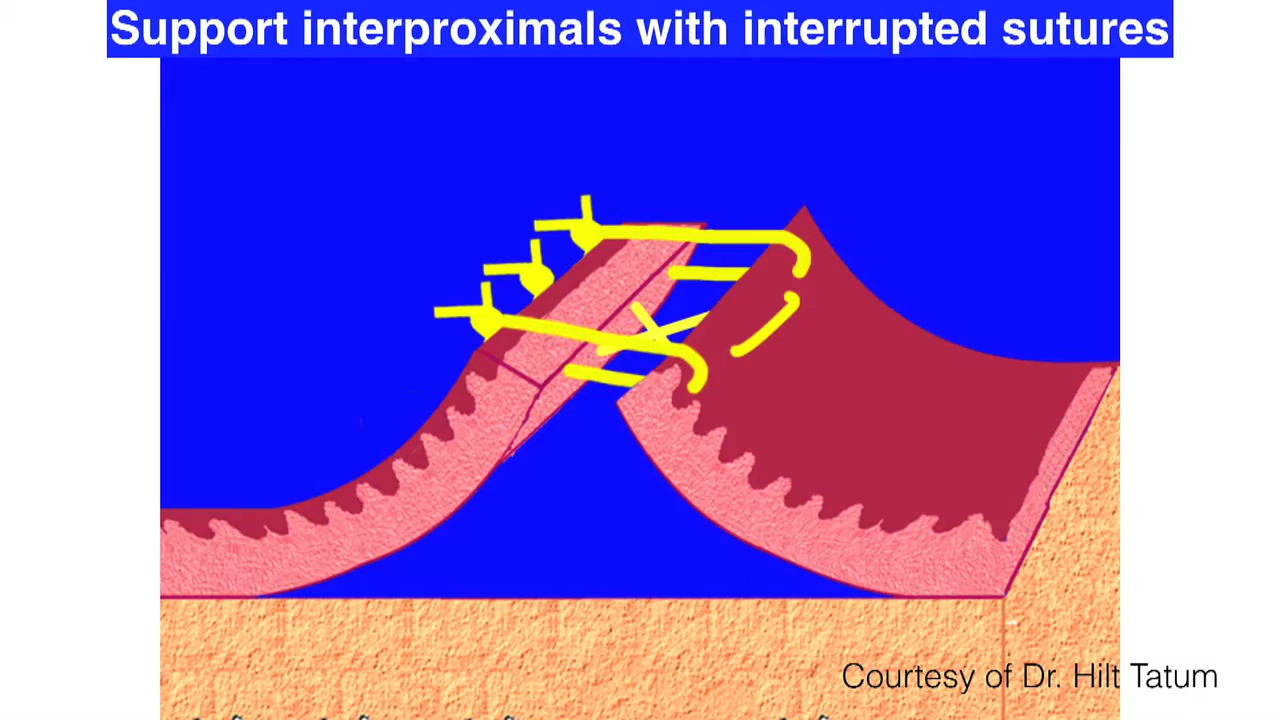 Support interproximals with interrupted sutures
Courtesy of Dr. Hilt Tatum